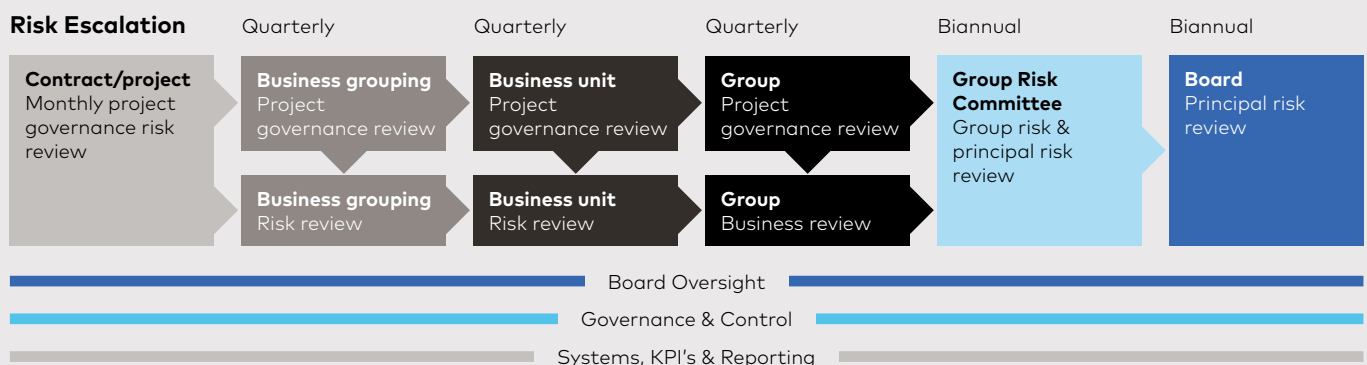 Risk Escalation
Quarterly
Quarterly
Quarterly
Biannual
Biannual
Contract/project
Monthly project
governance risk
review
Business grouping
Project
governance review
Business unit
Project
governance review
Group
Project
governance review
Group Risk
Committee
Group risk &
principal risk
review
Board
Principal risk
review
Business grouping
Risk review
Business unit
Risk review
Group
Business review
Board Oversight
Governance & Control
Systems, KPI's & Reporting